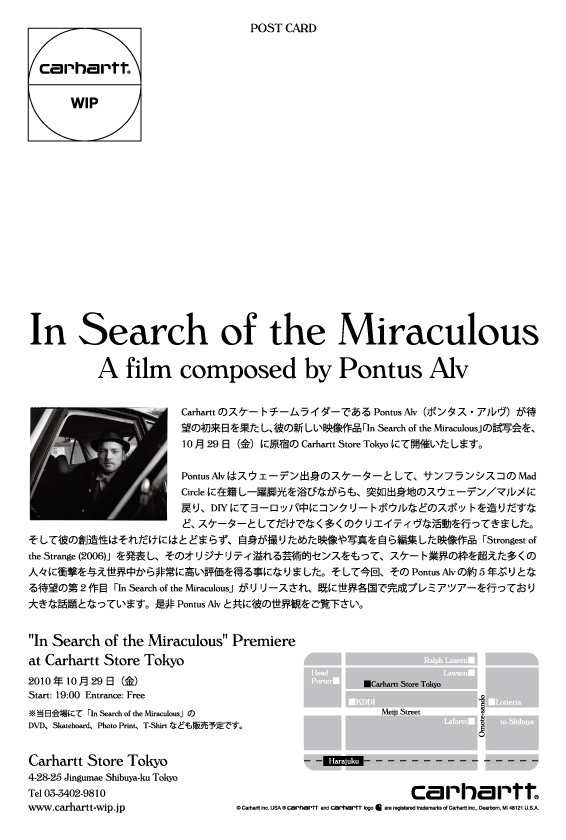 POST CARD
carhartt®
WIP
In Search of the Miraculous
A film composed by Pontus Alv
Carhartt のスケートチームライダーである Pontus Alv（ポンタス・アルヴ）が待
望の初来日を果たし、彼の新しい映像作品「In Search of the Miraculous」の試写会を、
10 月 29 日（金）に原宿の Carhartt Store Tokyo にて開催いたします。
Pontus Alv はスウェーデン出身のスケーターとして、サンフランシスコの Mad
Circle に在籍し一躍脚光を浴びながらも、突如出身地のスウェーデン／マルメに
戻り、DIY にてヨーロッパ中にコンクリートボウルなどのスポットを造りだすな
ど、スケーターとしてだけでなく多くのクリエイティヴな活動を行ってきました。
そして彼の創造性はそれだけにはとどまらず、自身が撮りためた映像や写真を自ら編集した映像作品「Strongest of
the Strange (2006)」を発表し、そのオリジナリティ溢れる芸術的センスをもって、スケート業界の枠を超えた多くの
人々に衝撃を与え世界中から非常に高い評価を得る事になりました。そして今回、その Pontus Alv の約 5 年ぶりとな
る待望の第 2 作目「In Search of the Miraculous」がリリースされ、既に世界各国で完成プレミアツアーを行っており
大きな話題となっています。是非 Pontus Alv と共に彼の世界観をご覧下さい。
"In Search of the Miraculous" Premiere
at Carhartt Store Tokyo
2010 年 10 月 29 日（金）
Start: 19:00 Entrance: Free
※当日会場にて「In Search of the Miraculous」の
DVD、Skateboard、Photo Print、T-Shirt なども販売予定です。
Carhartt Store Tokyo
4-28-25 Jingumae Shibuya-ku Tokyo
Tel 03-3402-9810
www.carhartt-wip.jp
Ralph Lauren
Head
Porter
Lawson
Carhartt Store Tokyo
KDDI
Meiji Street
Omotesando
Lotteria
Laforet
to Shibuya
Harajuku
carhartt®
© Carhartt Inc. USA ® carhartt and carhartt logo are registered trademarks of Carhartt Inc., Dearborn, MI 48121 U.S.A.